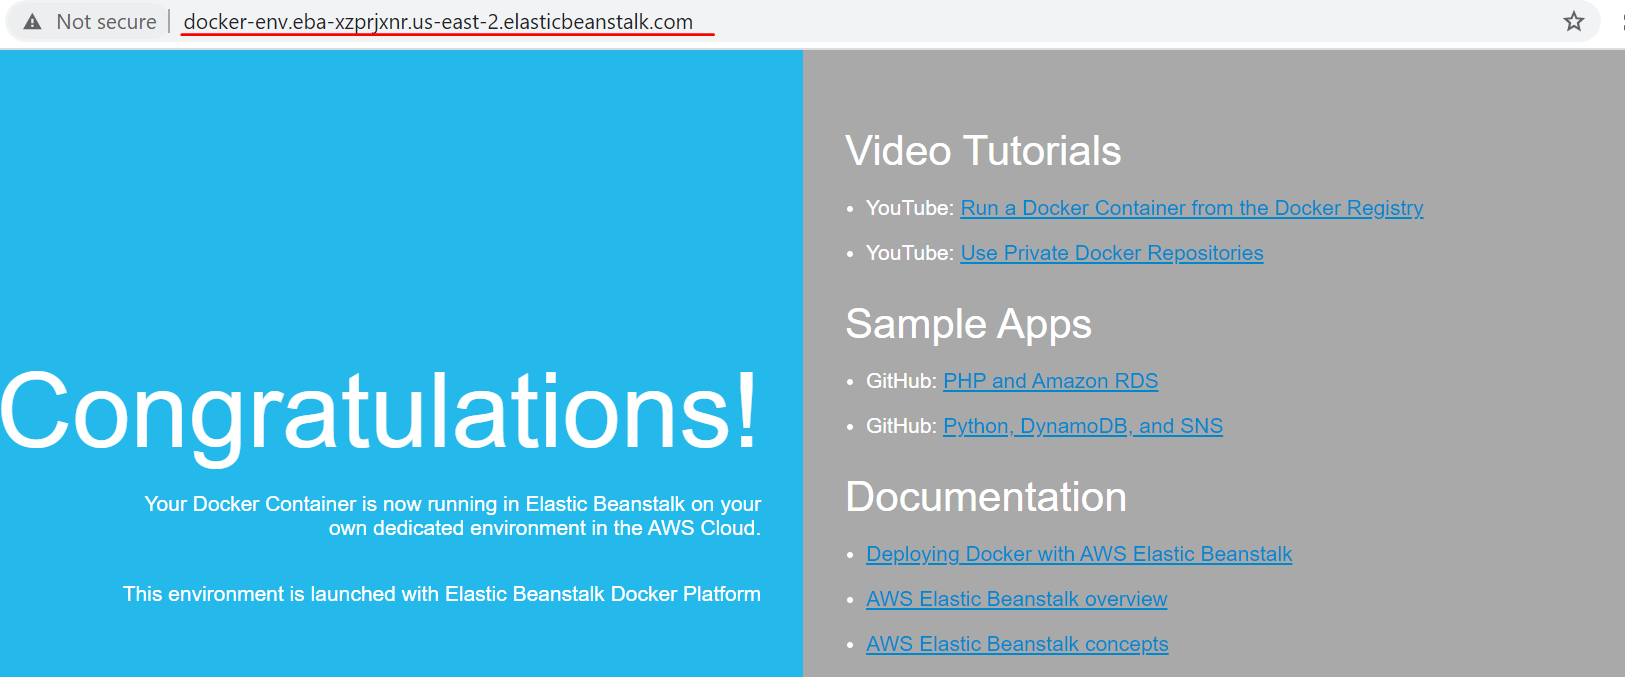 Not secure docker-env.eba-xzprjxnr.us-east-2.elasticbeanstalk.com
Congratulations!
Your Docker Container is now running in Elastic Beanstalk on your
own dedicated environment in the AWS Cloud.
This environment is launched with Elastic Beanstalk Docker Platform
Video Tutorials
• YouTube: Run a Docker Container from the Docker Registry
• YouTube: Use Private Docker Repositories
Sample Apps
• GitHub: PHP and Amazon RDS
• GitHub: Python, DynamoDB, and SNS
Documentation
• Deploying Docker with AWS Elastic Beanstalk
• AWS Elastic Beanstalk overview
• AWS Elastic Beanstalk concepts